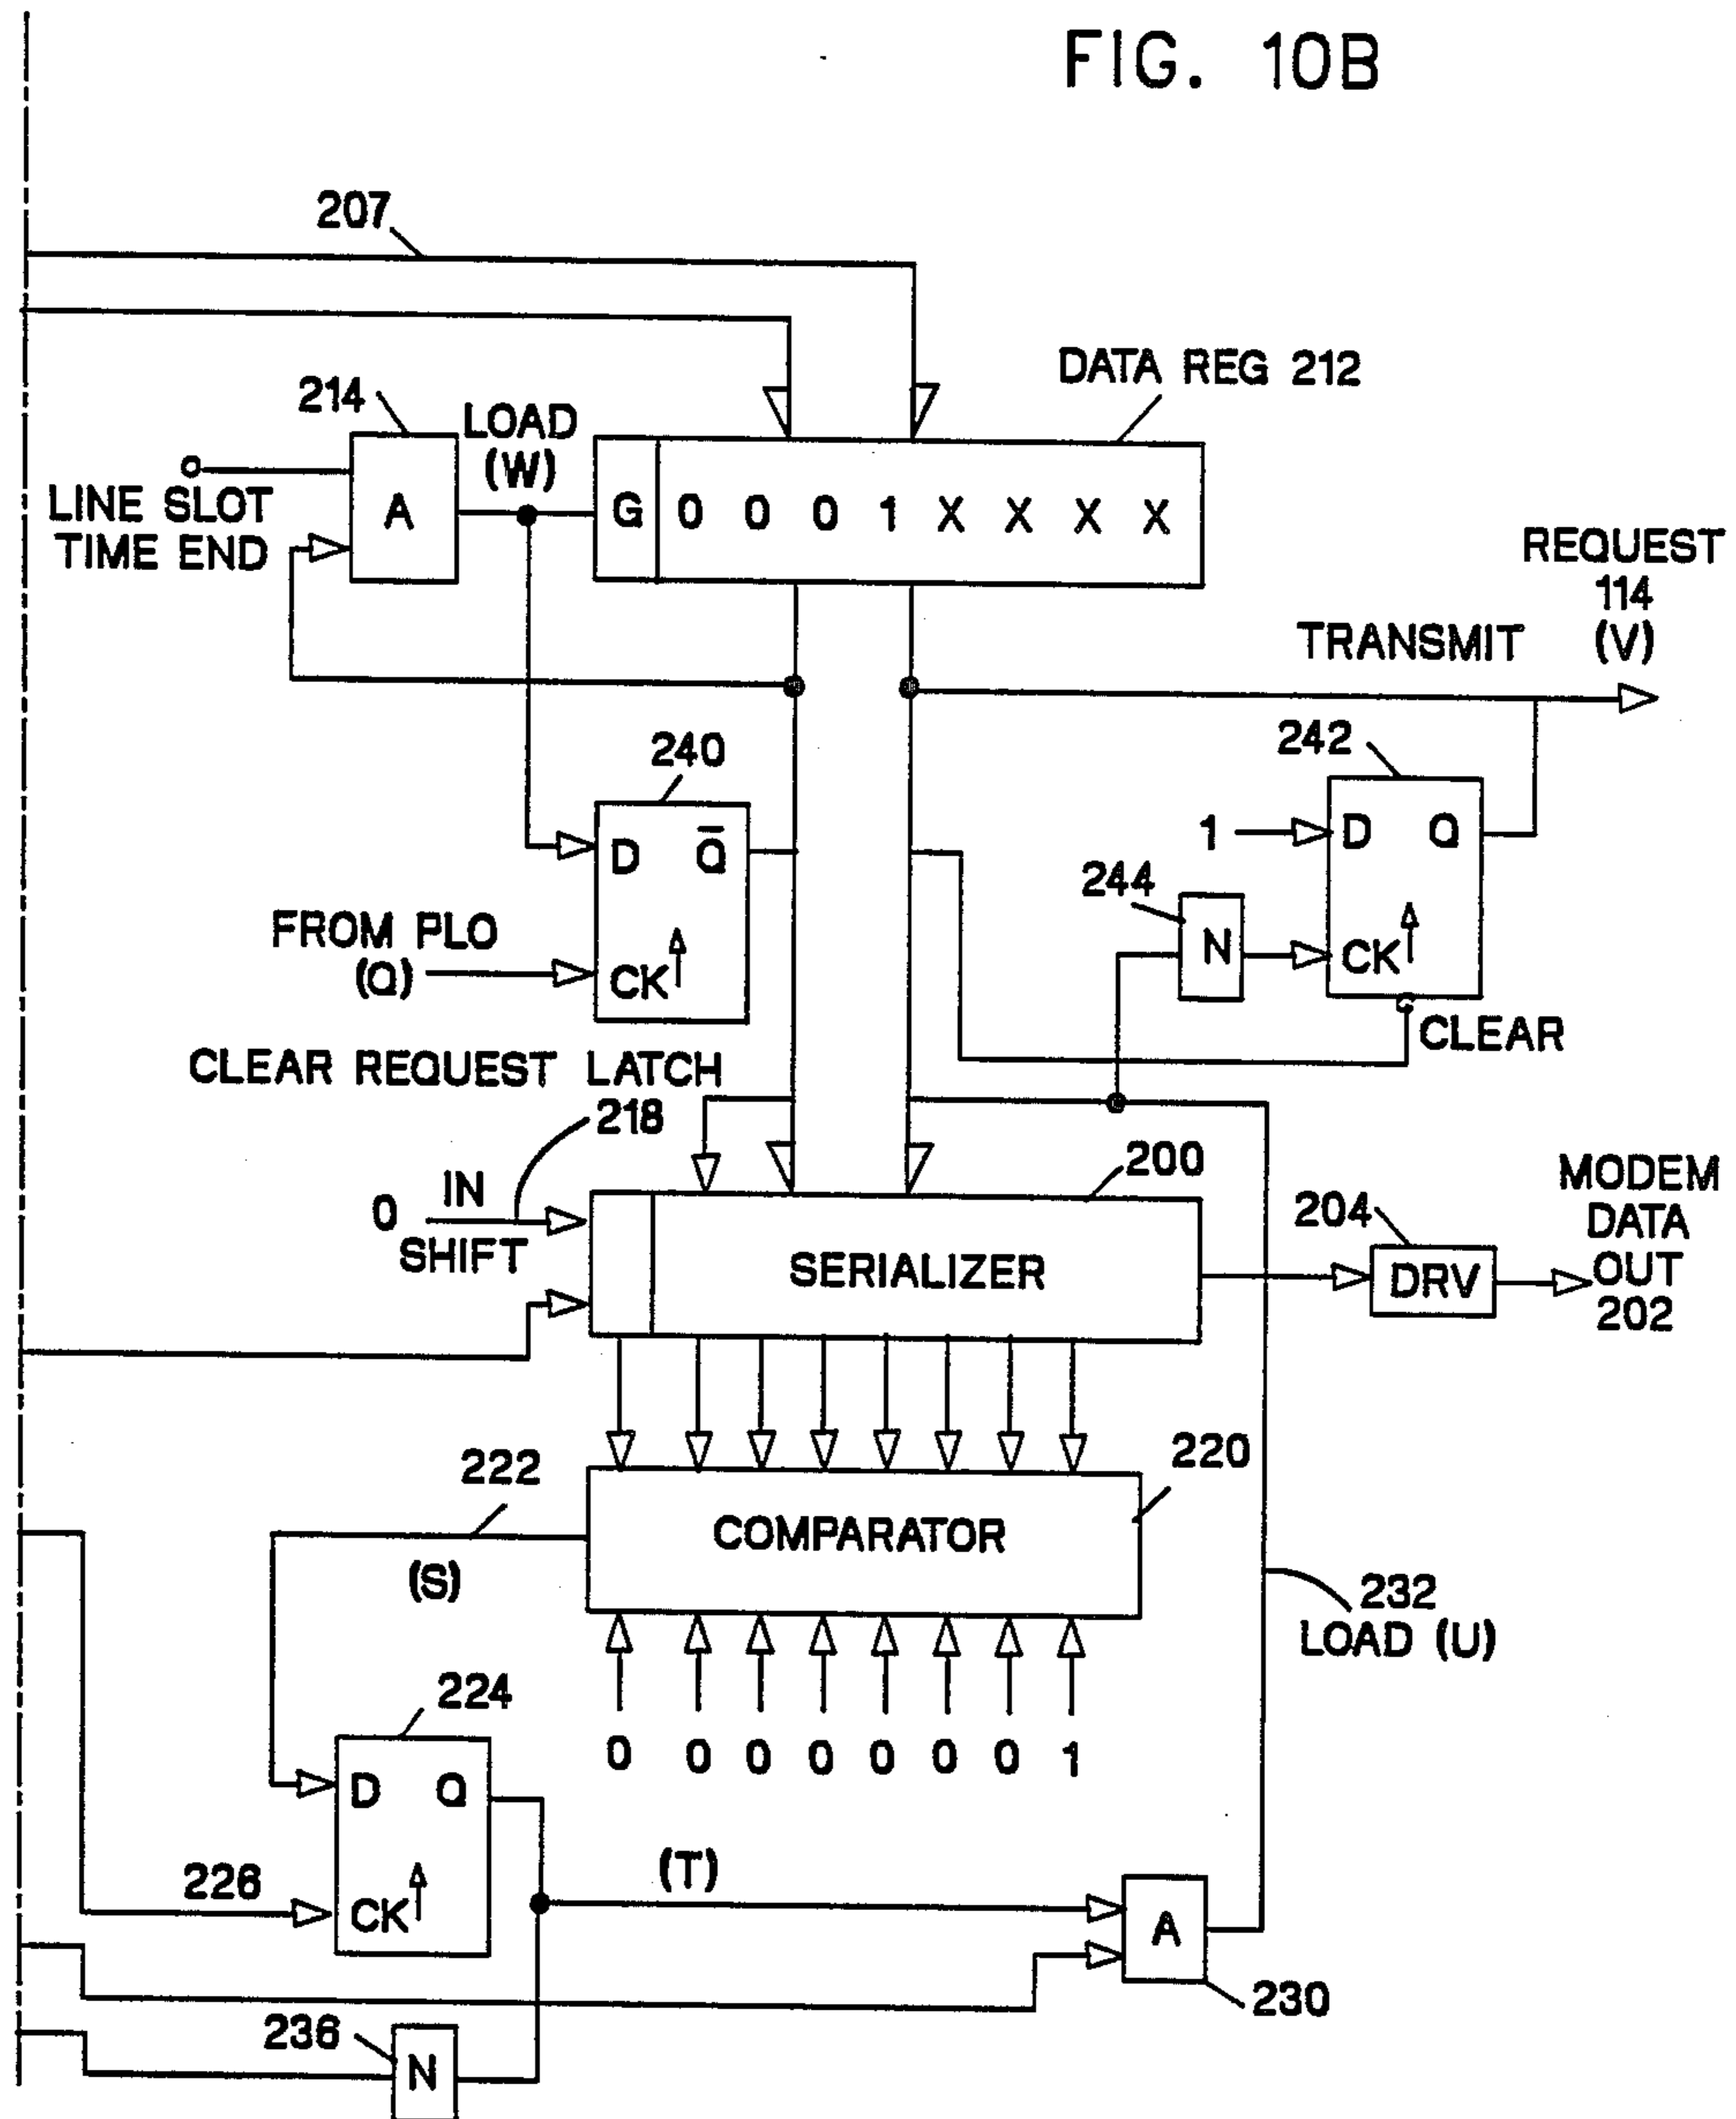 FIG. 10B
207
DATA REG 212
214
LOAD
(W)
LINE SLOT
TIME END
A
G 0 0 0 1 X X X X
REQUEST
114
(V)
TRANSMIT
240
242
D Q̅
1
D Q
244
N
FROM PLO
(Q)
CK
CK
CLEAR
CLEAR REQUEST LATCH
218
200
IN
0
SHIFT
SERIALIZER
204
DRV
MODEM
DATA
OUT
202
222
220
(S)
COMPARATOR
232
LOAD (U)
224
0 0 0 0 0 0 0 1
D Q
(T)
226
CK
A
230
236
N